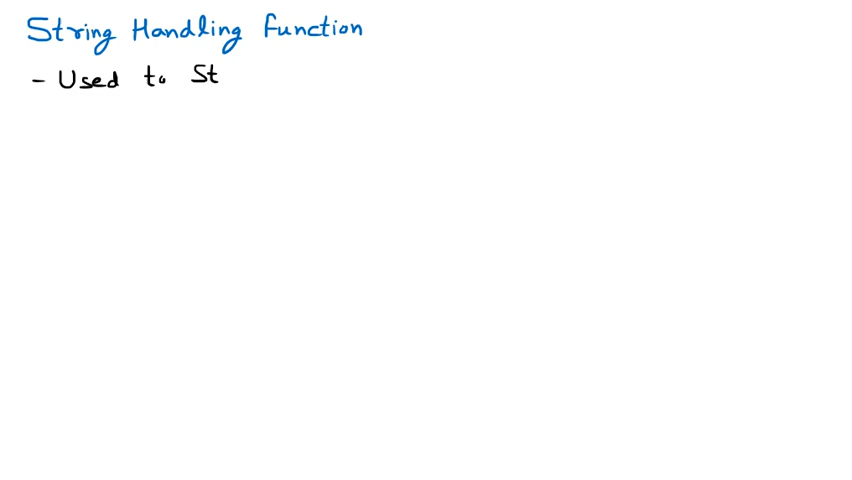 String Handling Function
- Used to St